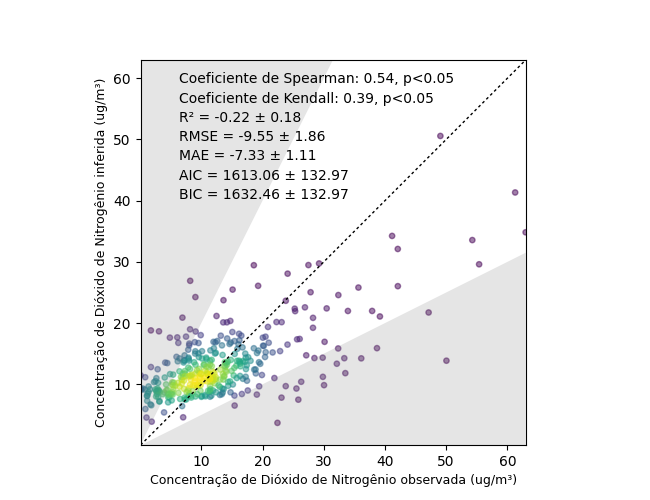 Coeficiente de Spearman: 0.54, p<0.05
Coeficiente de Kendall: 0.39, p<0.05
R² = -0.22 ± 0.18
RMSE = -9.55 ± 1.86
MAE = -7.33 ± 1.11
AIC = 1613.06 ± 132.97
BIC = 1632.46 ± 132.97
Concentração de Dióxido de Nitrogênio inferida (ug/m³)
60
50
40
30
20
10
10 20 30 40 50 60
Concentração de Dióxido de Nitrogênio observada (ug/m³)